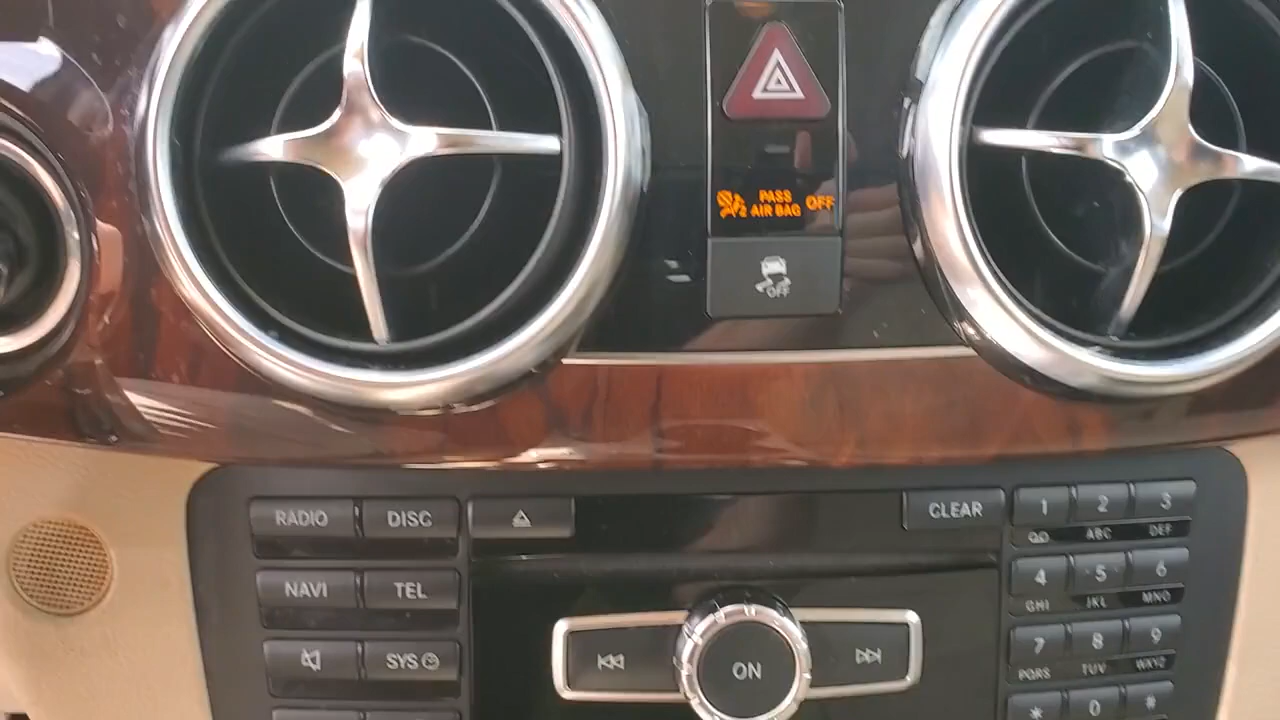 PASS
AIR BAG OFF
2
OFF
RADIO DISC CLEAR 1 2 3
ABC DEF
NAVI TEL 4 5 6
GHI JKL MNO
SYS 7 8 9
ON
PQRS TUV WXYZ
* 0 #